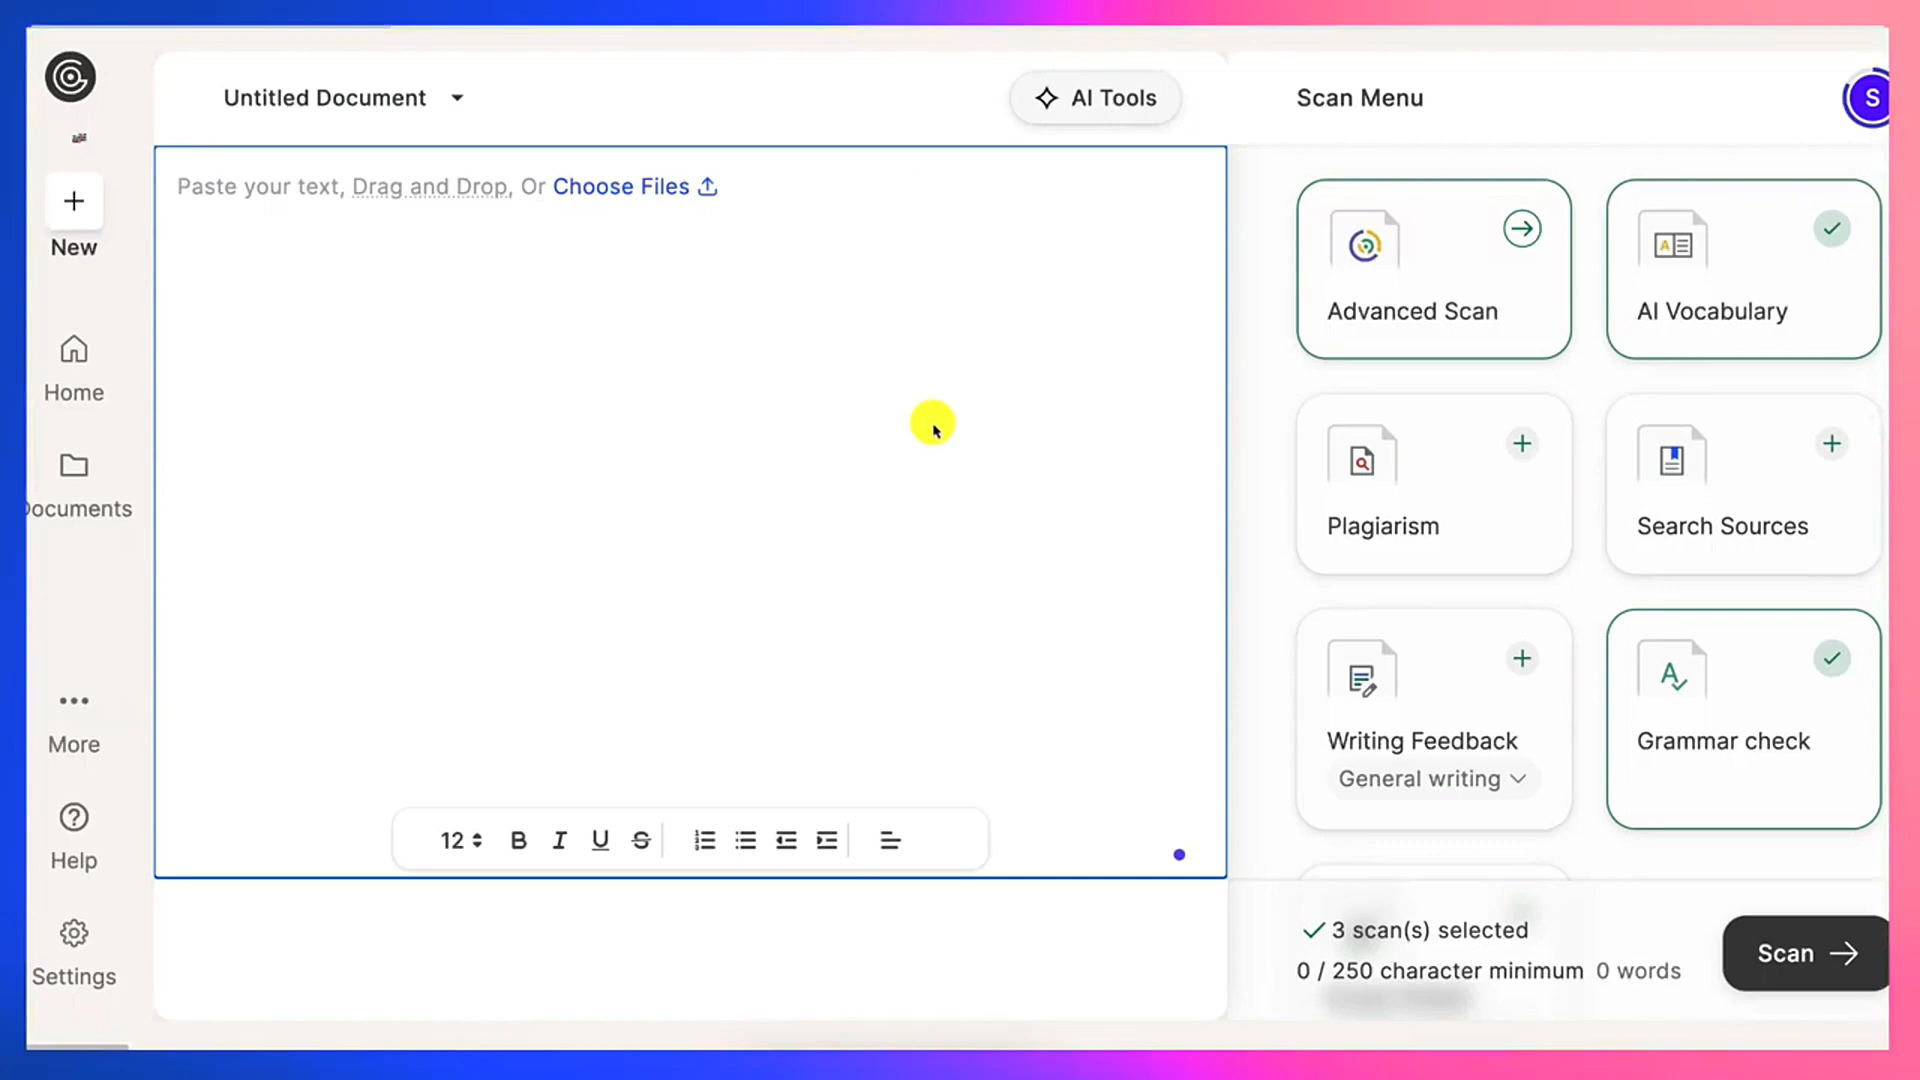 Untitled Document
AI Tools
Scan Menu
S
New
Home
Documents
More
Help
Settings
Paste your text, Drag and Drop, Or Choose Files
Advanced Scan
AI Vocabulary
A
Plagiarism
Search Sources
Writing Feedback
General writing
Grammar check
A
12 B I U S
3 scan(s) selected
0 / 250 character minimum 0 words
Scan